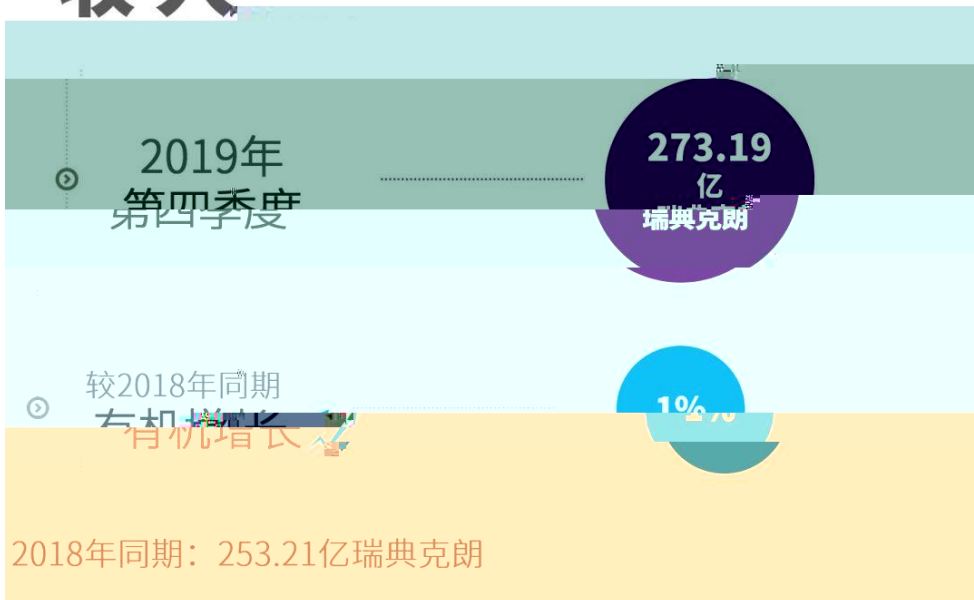 2019年
第四季度
273.19
亿
瑞典克朗
较2018年同期
有机增长
1%
2018年同期：253.21亿瑞典克朗